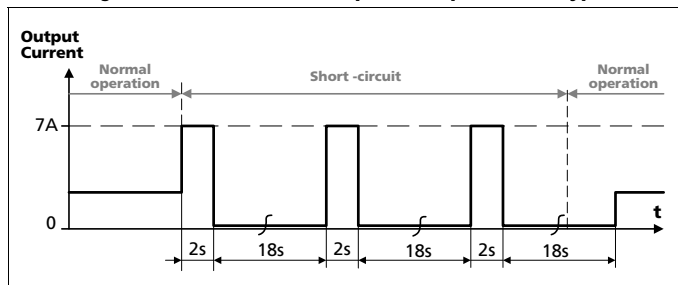 Output
Current
Normal
operation
Short -circuit
Normal
operation
7A
0
t
2s
18s
2s
18s
2s
18s